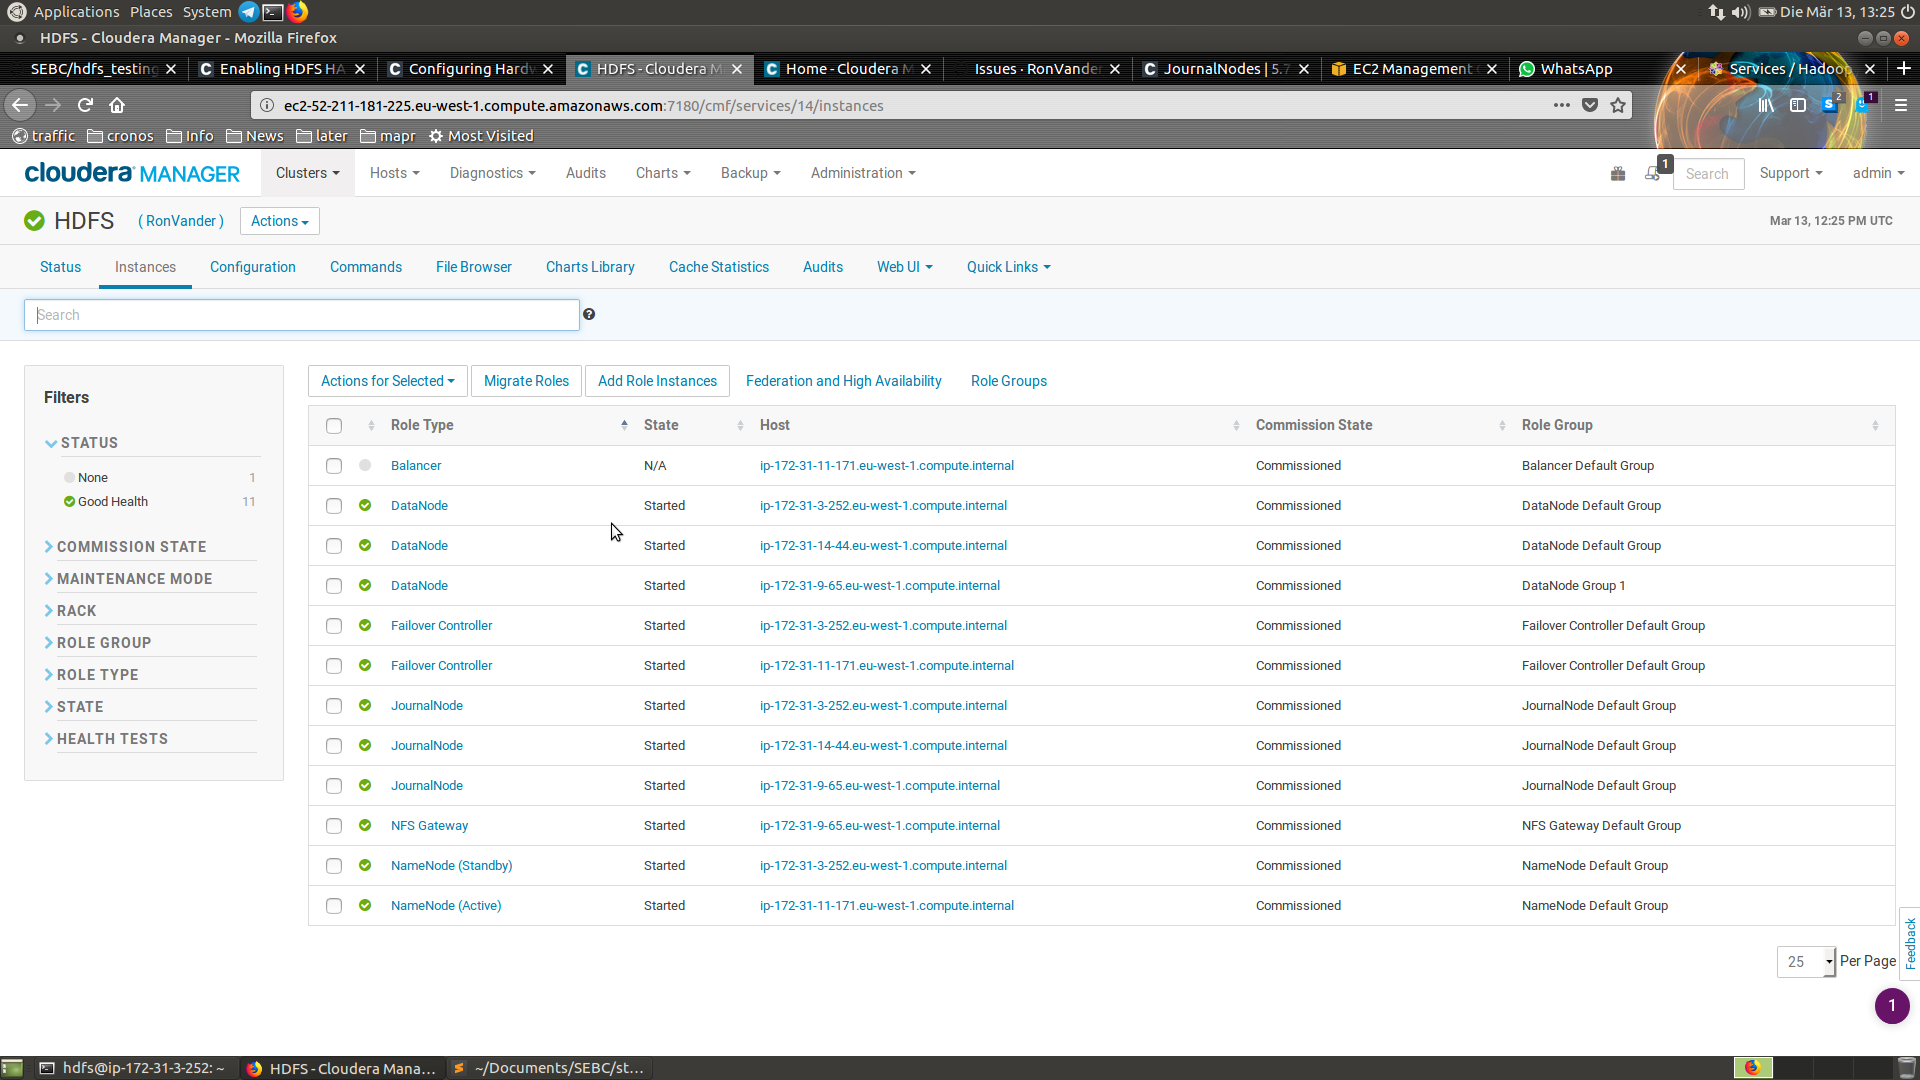 Applications Places System Die Mär 13, 13:25
HDFS - Cloudera Manager - Mozilla Firefox
SEBC/hdfs_testing Enabling HDFS HA Configuring Hardw HDFS - Cloudera M Home - Cloudera M Issues · RonVander JournalNodes | 5.7 EC2 Management WhatsApp Services / Hadoop
ec2-52-211-181-225.eu-west-1.compute.amazonaws.com:7180/cmf/services/14/instances 2 1
traffic cronos Info News later mapr Most Visited
cloudera MANAGER Clusters Hosts Diagnostics Audits Charts Backup Administration 1 Search Support admin
HDFS ( RonVander ) Actions Mar 13, 12:25 PM UTC
Status Instances Configuration Commands File Browser Charts Library Cache Statistics Audits Web UI Quick Links
Search
Filters
STATUS
None 1
Good Health 11
COMMISSION STATE
MAINTENANCE MODE
RACK
ROLE GROUP
ROLE TYPE
STATE
HEALTH TESTS
Actions for Selected Migrate Roles Add Role Instances Federation and High Availability Role Groups
Role Type State Host Commission State Role Group
Balancer N/A ip-172-31-11-171.eu-west-1.compute.internal Commissioned Balancer Default Group
DataNode Started ip-172-31-3-252.eu-west-1.compute.internal Commissioned DataNode Default Group
DataNode Started ip-172-31-14-44.eu-west-1.compute.internal Commissioned DataNode Default Group
DataNode Started ip-172-31-9-65.eu-west-1.compute.internal Commissioned DataNode Group 1
Failover Controller Started ip-172-31-3-252.eu-west-1.compute.internal Commissioned Failover Controller Default Group
Failover Controller Started ip-172-31-11-171.eu-west-1.compute.internal Commissioned Failover Controller Default Group
JournalNode Started ip-172-31-3-252.eu-west-1.compute.internal Commissioned JournalNode Default Group
JournalNode Started ip-172-31-14-44.eu-west-1.compute.internal Commissioned JournalNode Default Group
JournalNode Started ip-172-31-9-65.eu-west-1.compute.internal Commissioned JournalNode Default Group
NFS Gateway Started ip-172-31-9-65.eu-west-1.compute.internal Commissioned NFS Gateway Default Group
NameNode (Standby) Started ip-172-31-3-252.eu-west-1.compute.internal Commissioned NameNode Default Group
NameNode (Active) Started ip-172-31-11-171.eu-west-1.compute.internal Commissioned NameNode Default Group
Feedback
25 Per Page
1
hdfs@ip-172-31-3-252: ~ HDFS - Cloudera Mana... ~/Documents/SEBC/st...